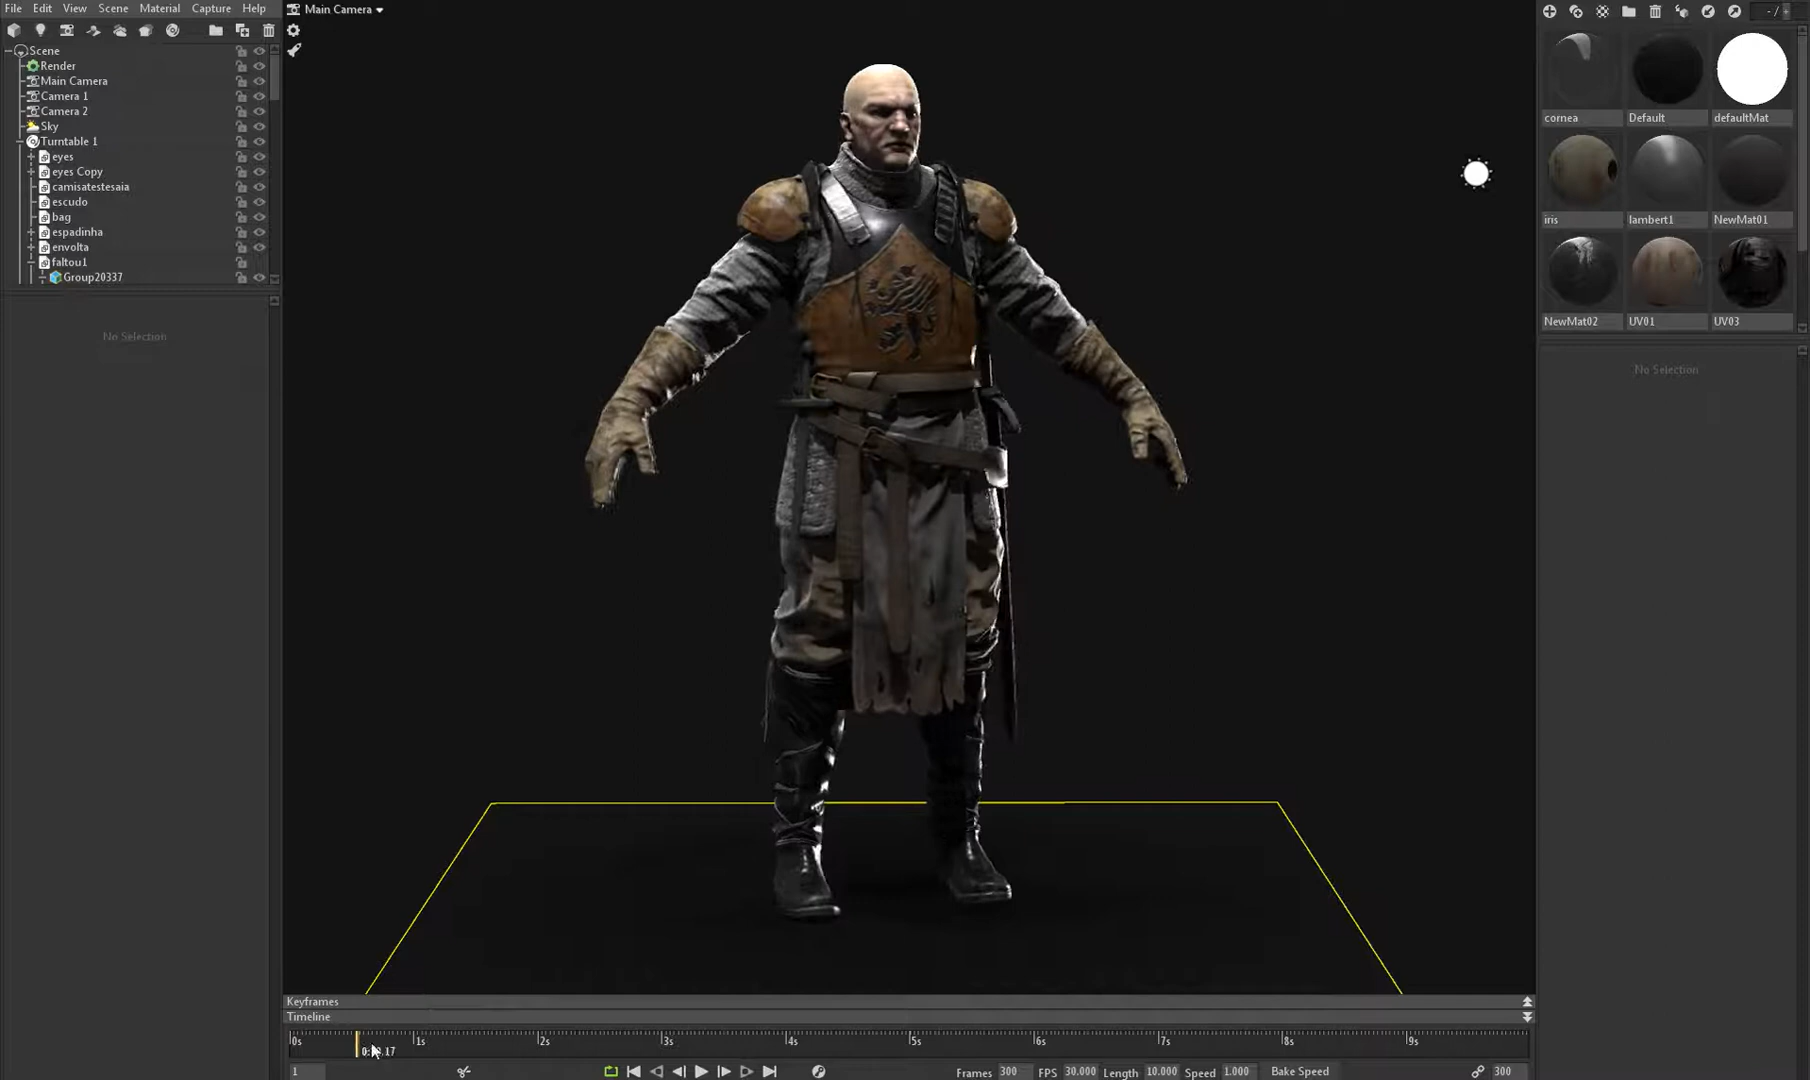 File Edit View Scene Material Capture Help
Main Camera
- / -
Scene
Render
Main Camera
Camera 1
Camera 2
Sky
Turntable 1
eyes
eyes Copy
camisatestesaia
escudo
bag
espadinha
envolta
faltou1
Group20337
No Selection
cornea Default defaultMat
iris lambert1 NewMat01
NewMat02 UV01 UV03
No Selection
Keyframes
Timeline
0s 1s 2s 3s 4s 5s 6s 7s 8s 9s
1 Frames 300 FPS 30.000 Length 10.000 Speed 1.000 Bake Speed 300